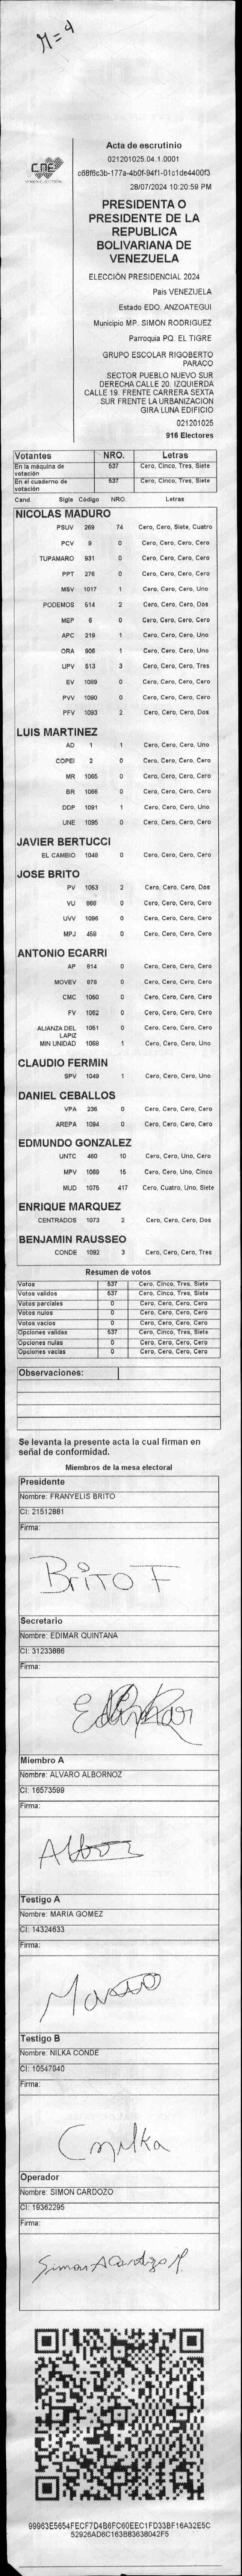 M=4
CNE
Acta de escrutinio
021201025.04.1.0001
c68f6c3b-177a-4b0f-94f1-01c1de4400f3
28/07/2024 10:20:59 PM
PRESIDENTA O
PRESIDENTE DE LA
REPUBLICA
BOLIVARIANA DE
VENEZUELA
ELECCIÓN PRESIDENCIAL 2024
Pais VENEZUELA
Estado EDO. ANZOATEGUI
Municipio MP. SIMON RODRIGUEZ
Parroquia PQ. EL TIGRE
GRUPO ESCOLAR RIGOBERTO
PARACO
SECTOR PUEBLO NUEVO SUR
DERECHA CALLE 20. IZQUIERDA
CALLE 19. FRENTE CARRERA SEXTA
SUR FRENTE LA URBANIZACION
GIRA LUNA EDIFICIO
021201025
916 Electores
Votantes NRO. Letras
En la máquina de votación 537 Cero, Cinco, Tres, Siete
En el cuaderno de votación 537 Cero, Cinco, Tres, Siete
Cand. Sigla Código NRO. Letras
NICOLAS MADURO
PSUV 269 74 Cero, Cero, Siete, Cuatro
PCV 9 0 Cero, Cero, Cero, Cero
TUPAMARO 931 0 Cero, Cero, Cero, Cero
PPT 276 0 Cero, Cero, Cero, Cero
MSV 1017 1 Cero, Cero, Cero, Uno
PODEMOS 514 2 Cero, Cero, Cero, Dos
MEP 6 0 Cero, Cero, Cero, Cero
APC 219 1 Cero, Cero, Cero, Uno
ORA 906 1 Cero, Cero, Cero, Uno
UPV 513 3 Cero, Cero, Cero, Tres
EV 1089 0 Cero, Cero, Cero, Cero
PVV 1090 0 Cero, Cero, Cero, Cero
PFV 1093 2 Cero, Cero, Cero, Dos
LUIS MARTINEZ
AD 1 1 Cero, Cero, Cero, Uno
COPEI 2 0 Cero, Cero, Cero, Cero
MR 1065 0 Cero, Cero, Cero, Cero
BR 1066 0 Cero, Cero, Cero, Cero
DDP 1091 1 Cero, Cero, Cero, Uno
UNE 1095 0 Cero, Cero, Cero, Cero
JAVIER BERTUCCI
EL CAMBIO 1048 0 Cero, Cero, Cero, Cero
JOSE BRITO
PV 1053 2 Cero, Cero, Cero, Dos
VU 868 0 Cero, Cero, Cero, Cero
UVV 1096 0 Cero, Cero, Cero, Cero
MPJ 459 0 Cero, Cero, Cero, Cero
ANTONIO ECARRI
AP 814 0 Cero, Cero, Cero, Cero
MOVEV 879 0 Cero, Cero, Cero, Cero
CMC 1050 0 Cero, Cero, Cero, Cero
FV 1062 0 Cero, Cero, Cero, Cero
ALIANZA DEL LAPIZ 1051 0 Cero, Cero, Cero, Cero
MIN UNIDAD 1068 1 Cero, Cero, Cero, Uno
CLAUDIO FERMIN
SPV 1049 1 Cero, Cero, Cero, Uno
DANIEL CEBALLOS
VPA 236 0 Cero, Cero, Cero, Cero
AREPA 1094 0 Cero, Cero, Cero, Cero
EDMUNDO GONZALEZ
UNTC 460 10 Cero, Cero, Uno, Cero
MPV 1069 15 Cero, Cero, Uno, Cinco
MUD 1075 417 Cero, Cuatro, Uno, Siete
ENRIQUE MARQUEZ
CENTRADOS 1073 2 Cero, Cero, Cero, Dos
BENJAMIN RAUSSEO
CONDE 1092 3 Cero, Cero, Cero, Tres
Resumen de votos
Votos 537 Cero, Cinco, Tres, Siete
Votos validos 537 Cero, Cinco, Tres, Siete
Votos parciales 0 Cero, Cero, Cero, Cero
Votos nulos 0 Cero, Cero, Cero, Cero
Votos vacios 0 Cero, Cero, Cero, Cero
Opciones validas 537 Cero, Cinco, Tres, Siete
Opciones nulas 0 Cero, Cero, Cero, Cero
Opciones vacías 0 Cero, Cero, Cero, Cero
Observaciones:
Se levanta la presente acta la cual firman en
señal de conformidad.
Miembros de la mesa electoral
Presidente
Nombre: FRANYELIS BRITO
CI: 21512881
Firma:
Brito F
Secretario
Nombre: EDIMAR QUINTANA
CI: 31233886
Firma:
Miembro A
Nombre: ALVARO ALBORNOZ
CI: 16573599
Firma:
Testigo A
Nombre: MARIA GOMEZ
CI: 14324633
Firma:
Testigo B
Nombre: NILKA CONDE
CI: 10547940
Firma:
Operador
Nombre: SIMON CARDOZO
CI: 19362295
Firma:
Simon A Cardozo M.
99963E5654FECF7D4B6FC60EEC1FD33BF16A32E5C
52926AD6C163B83638042F5